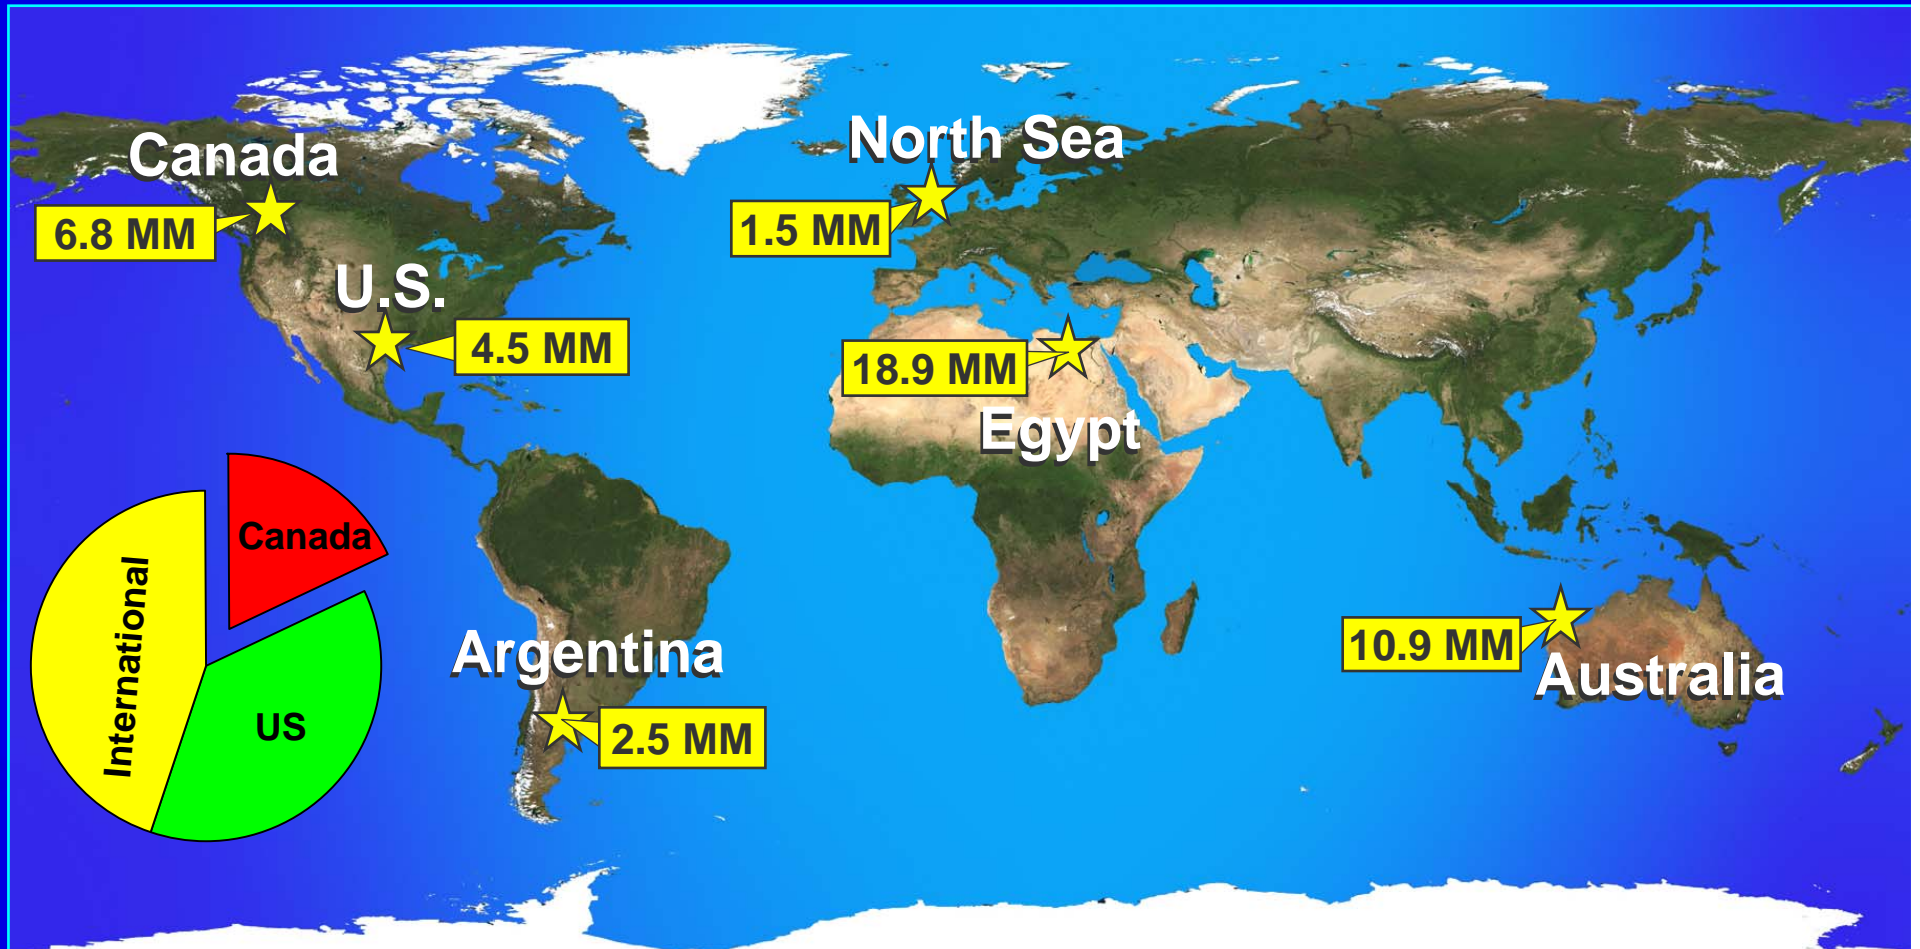 Canada
6.8 MM
U.S.
4.5 MM
North Sea
1.5 MM
18.9 MM
Egypt
Canada
International
US
Argentina
2.5 MM
10.9 MM
Australia